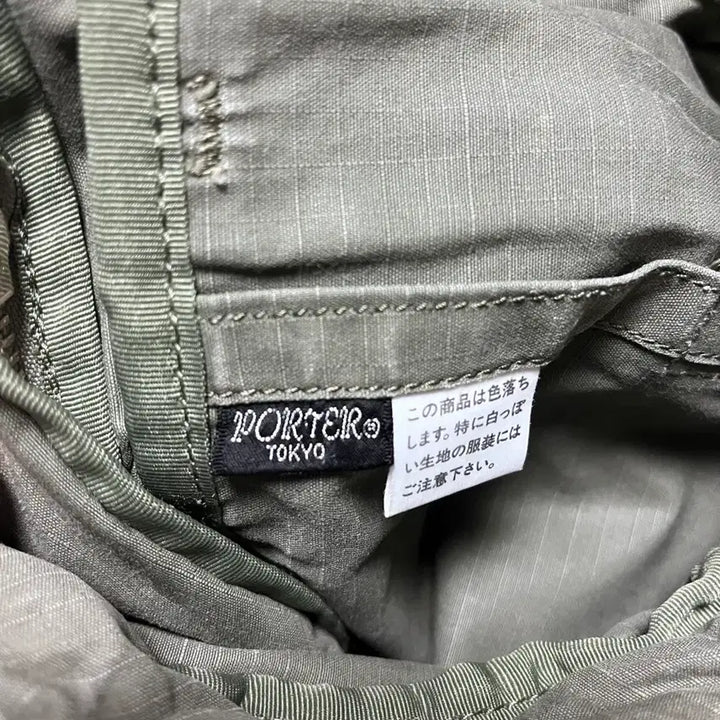 PORTER®
TOKYO
この商品は色落ち
します。特に白っぽ
い生地の服装には
ご注意下さい。